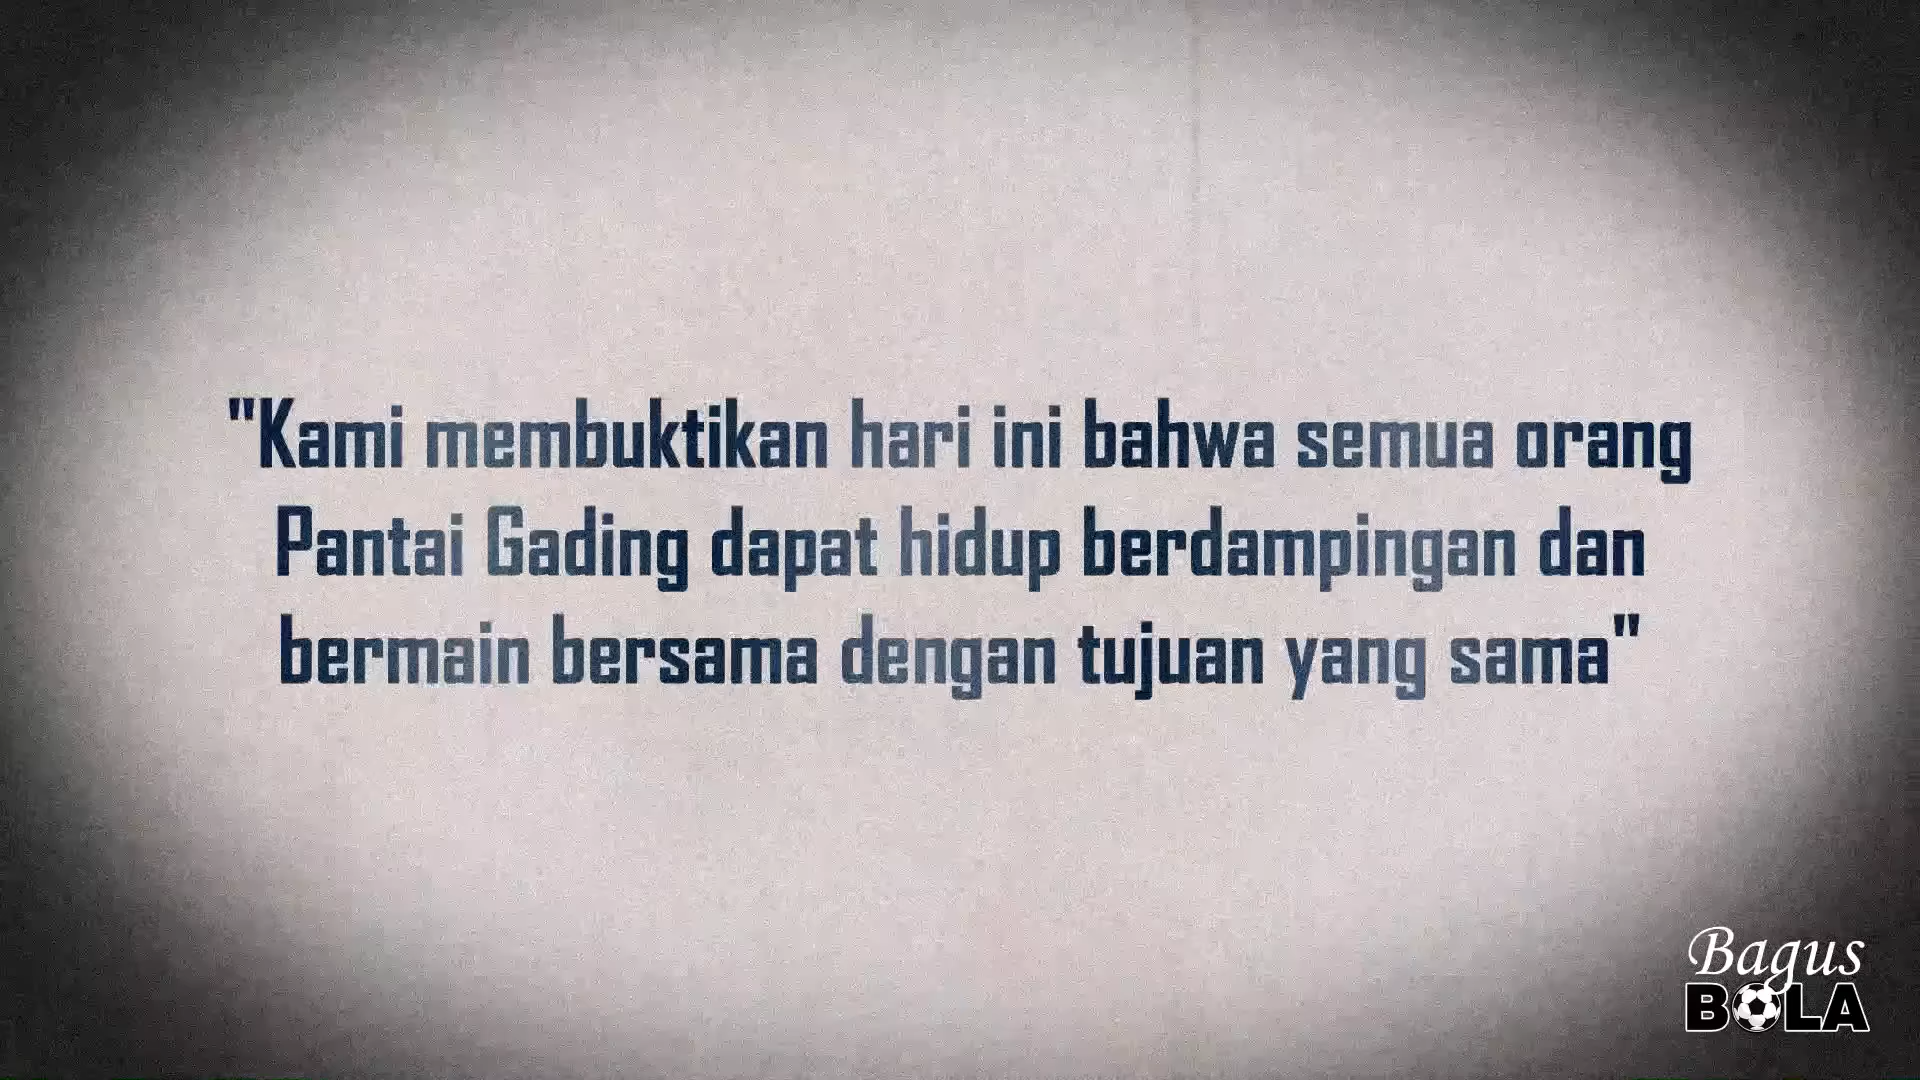 "Kami membuktikan hari ini bahwa semua orang
Pantai Gading dapat hidup berdampingan dan
bermain bersama dengan tujuan yang sama"
Bagus
BOLA